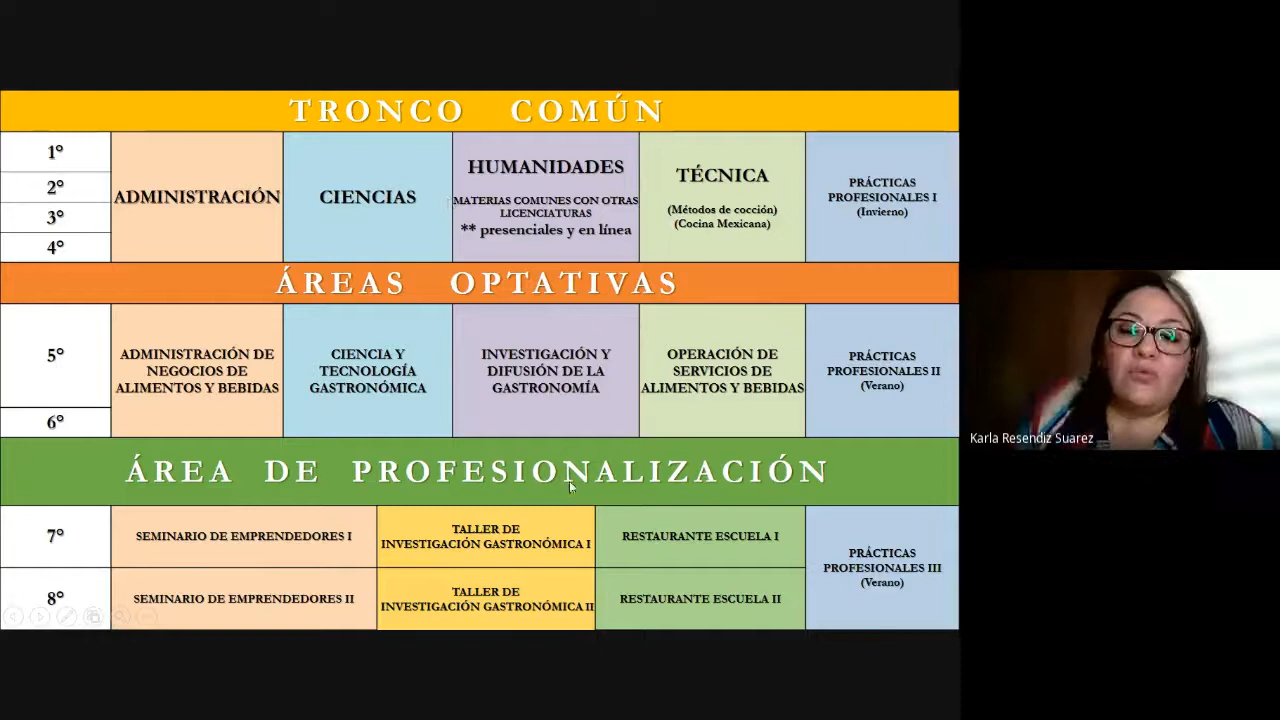 TRONCO COMÚN
1°
2°
3°
4°
ADMINISTRACIÓN
CIENCIAS
HUMANIDADES
MATERIAS COMUNES CON OTRAS
LICENCIATURAS
** presenciales y en línea
TÉCNICA
(Métodos de cocción)
(Cocina Mexicana)
PRÁCTICAS
PROFESIONALES I
(Invierno)
ÁREAS OPTATIVAS
5°
6°
ADMINISTRACIÓN DE
NEGOCIOS DE
ALIMENTOS Y BEBIDAS
CIENCIA Y
TECNOLOGÍA
GASTRONÓMICA
INVESTIGACIÓN Y
DIFUSIÓN DE LA
GASTRONOMÍA
OPERACIÓN DE
SERVICIOS DE
ALIMENTOS Y BEBIDAS
PRÁCTICAS
PROFESIONALES II
(Verano)
ÁREA DE PROFESIONALIZACIÓN
7°
SEMINARIO DE EMPRENDEDORES I
TALLER DE
INVESTIGACIÓN GASTRONÓMICA I
RESTAURANTE ESCUELA I
8°
SEMINARIO DE EMPRENDEDORES II
TALLER DE
INVESTIGACIÓN GASTRONÓMICA II
RESTAURANTE ESCUELA II
PRÁCTICAS
PROFESIONALES III
(Verano)
Karla Resendiz Suarez